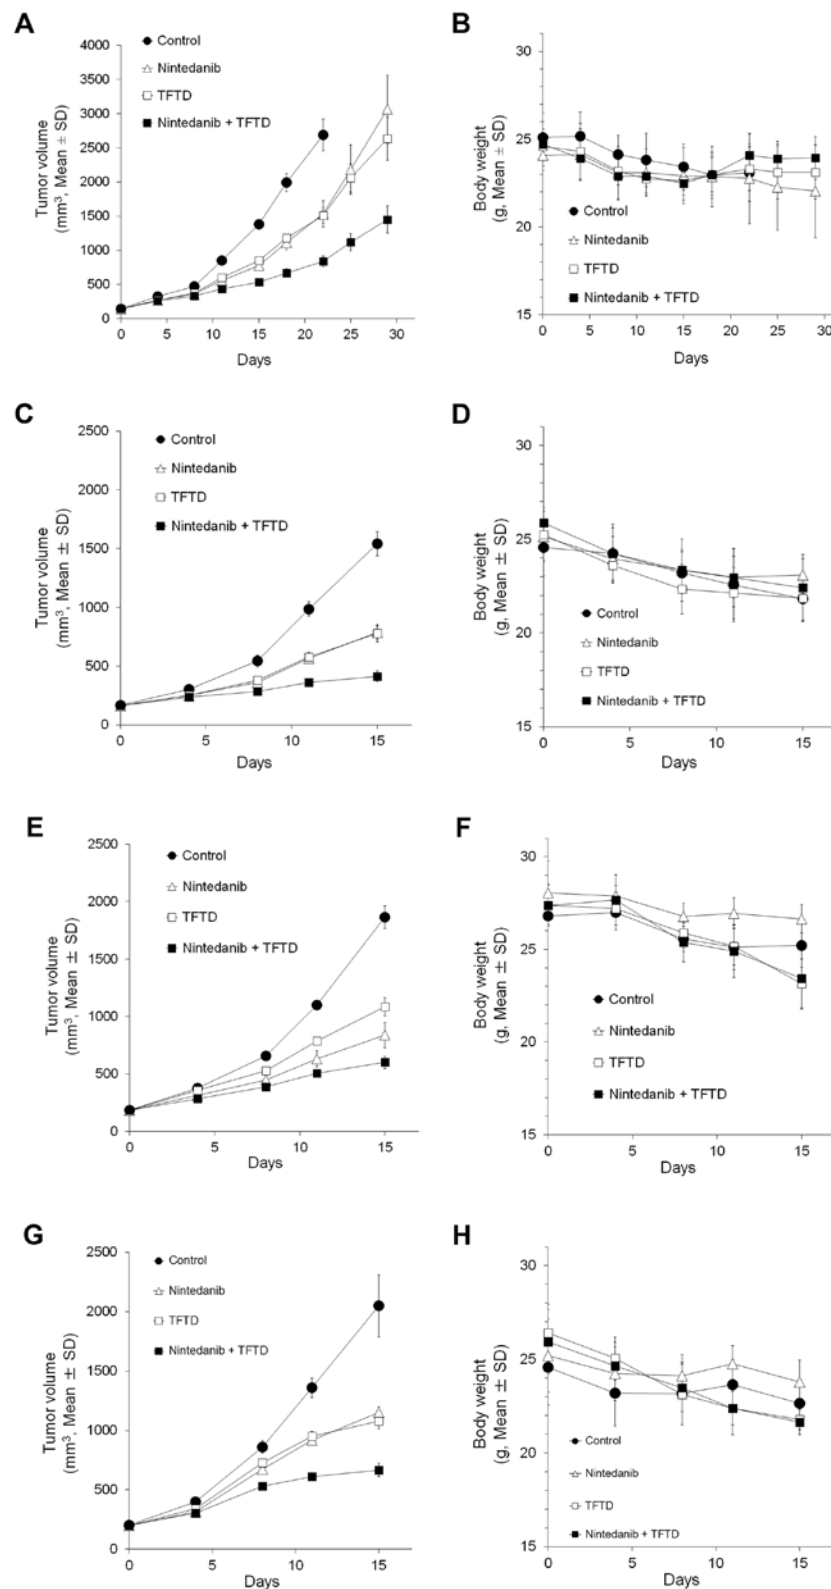 A
Tumor volume
(mm³, Mean ± SD)
4000
3500
3000
2500
2000
1500
1000
500
0
Control
Nintedanib
TFTD
Nintedanib + TFTD
0 5 10 15 20 25 30
Days
B
Body weight
(g, Mean ± SD)
30
25
20
15
Control
Nintedanib
TFTD
Nintedanib + TFTD
0 5 10 15 20 25 30
Days
C
Tumor volume
(mm³, Mean ± SD)
2500
2000
1500
1000
500
0
Control
Nintedanib
TFTD
Nintedanib + TFTD
0 5 10 15
Days
D
Body weight
(g, Mean ± SD)
30
25
20
15
Control
Nintedanib
TFTD
Nintedanib + TFTD
0 5 10 15
Days
E
Tumor volume
(mm³, Mean ± SD)
2500
2000
1500
1000
500
0
Control
Nintedanib
TFTD
Nintedanib + TFTD
0 5 10 15
Days
F
Body weight
(g, Mean ± SD)
30
25
20
15
Control
Nintedanib
TFTD
Nintedanib + TFTD
0 5 10 15
Days
G
Tumor volume
(mm³, Mean ± SD)
2500
2000
1500
1000
500
0
Control
Nintedanib
TFTD
Nintedanib + TFTD
0 5 10 15
Days
H
Body weight
(g, Mean ± SD)
30
25
20
15
Control
Nintedanib
TFTD
Nintedanib + TFTD
0 5 10 15
Days